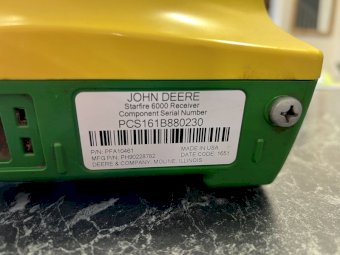 JOHN DEERE
Starfire 6000 Receiver
Component Serial Number
PCS161B880230
P/N: PFA10461 MADE IN USA
MFG P/N: PH90228782 DATE CODE: 1651
DEERE & COMPANY, MOLINE, ILLINOIS